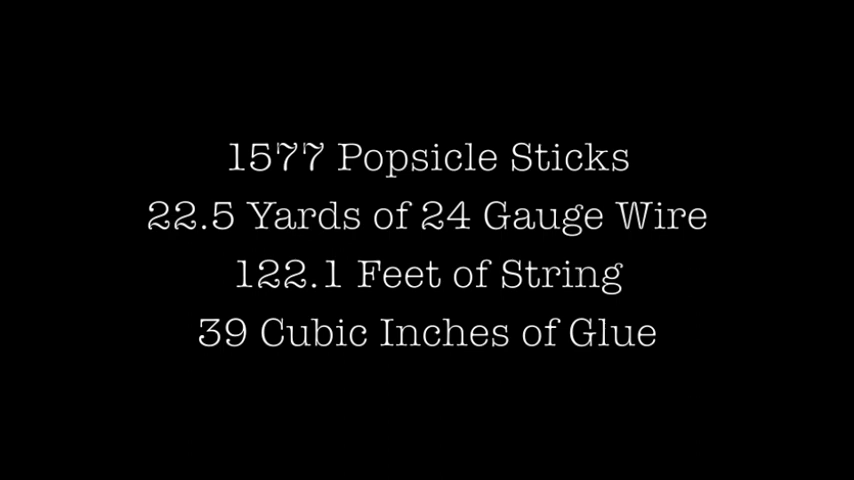 1577 Popsicle Sticks
22.5 Yards of 24 Gauge Wire
122.1 Feet of String
39 Cubic Inches of Glue